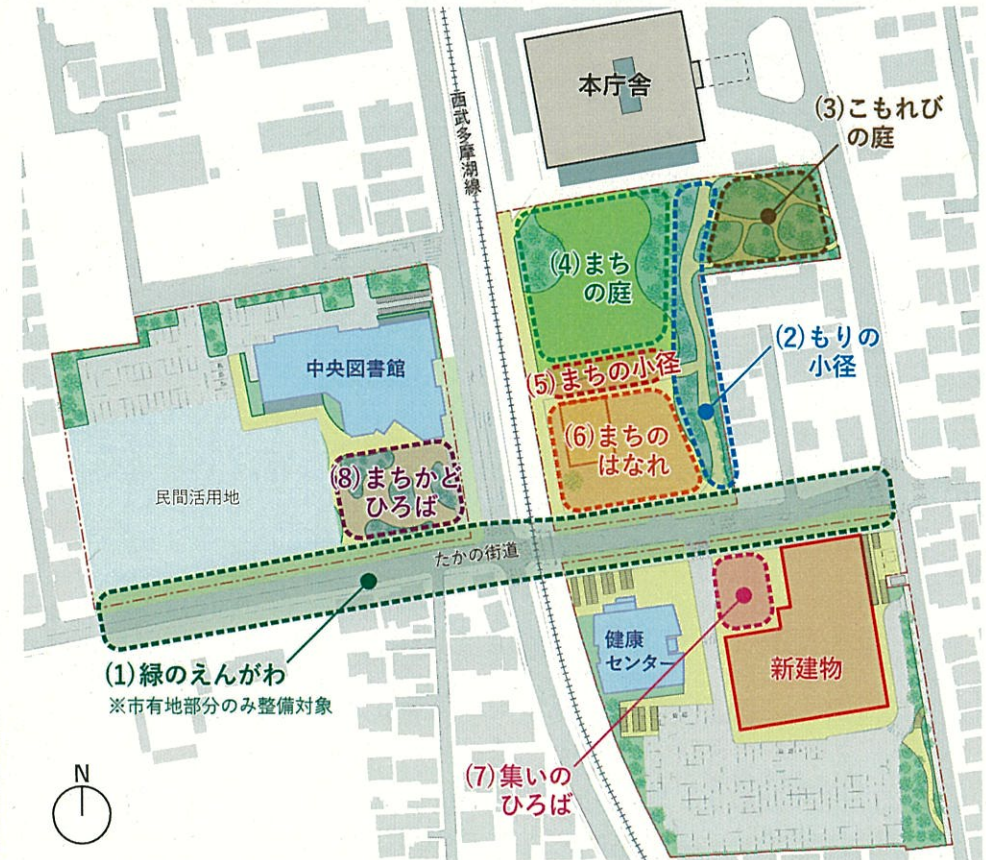 本庁舎
西武多摩湖線
(3)こもれび
の庭
(4)まち
の庭
(2)もりの
小径
(5)まちの小径
中央図書館
(6)まちの
はなれ
(8)まちかど
ひろば
民間活用地
たかの街道
(1)緑のえんがわ
※市有地部分のみ整備対象
健康
センター
新建物
(7)集いの
ひろば
N